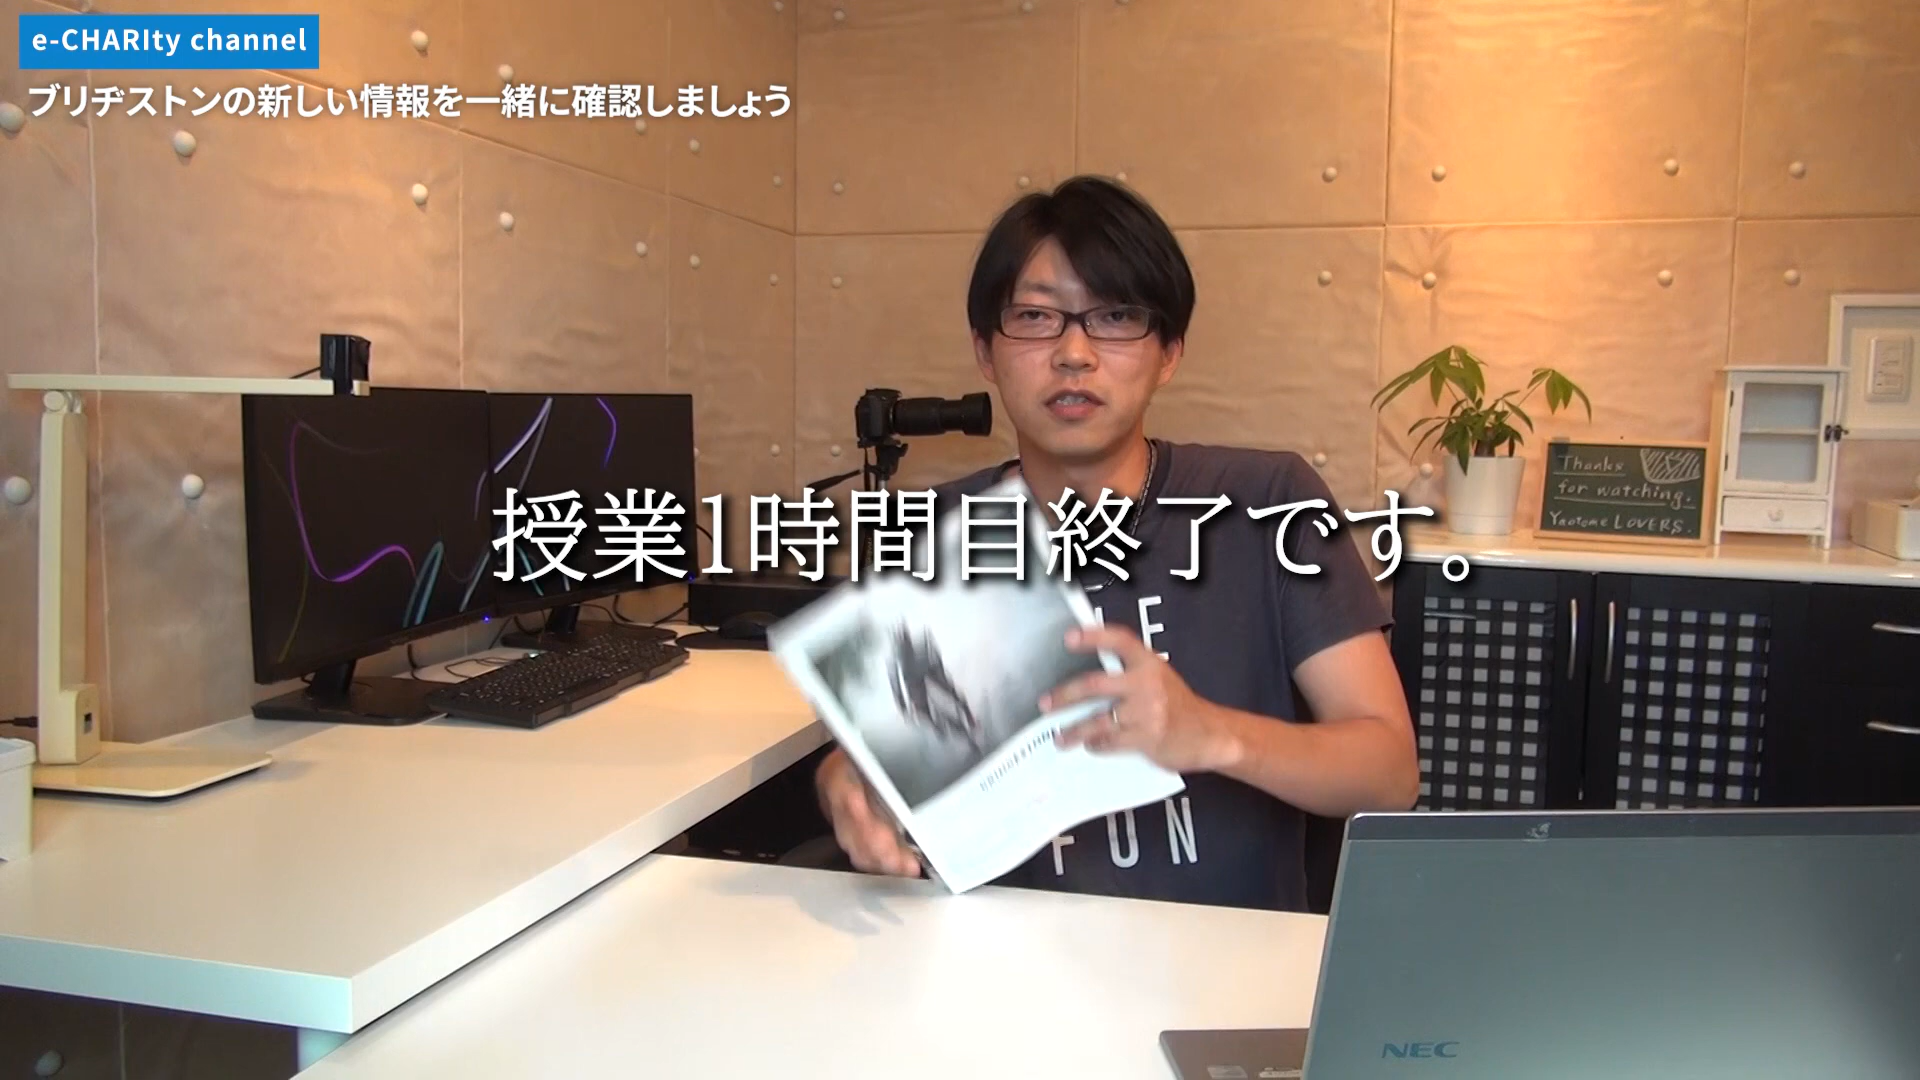 e-CHARIty channel
ブリヂストンの新しい情報を一緒に確認しましょう
Thanks
for watching.
Yaotome LOVERS.
授業1時間目終了です。
FUN
NEC